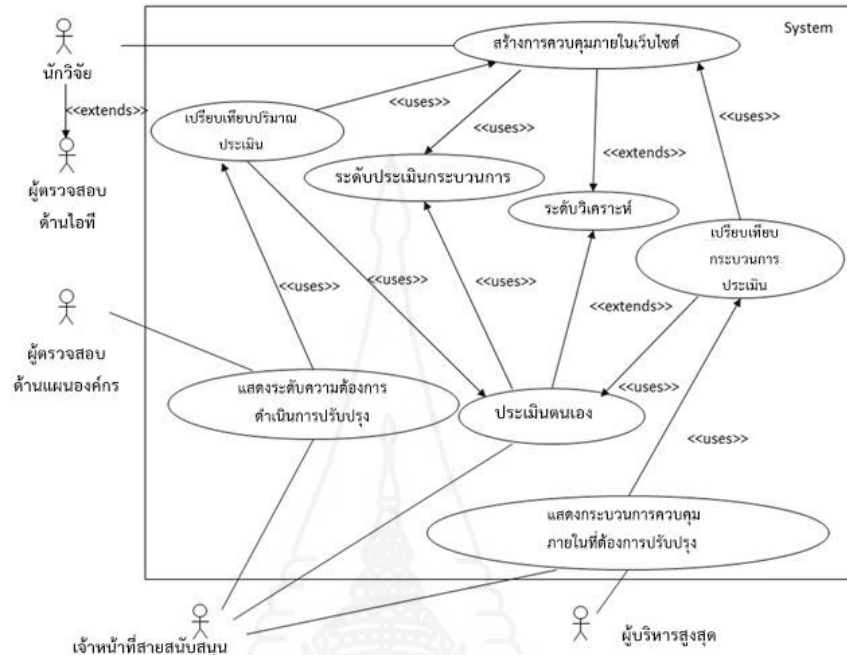 System
สร้างการควบคุมภายในเว็บไซต์
นักวิจัย
<<extends>>
เปรียบเทียบปริมาณ
ประเมิน
<<uses>>
<<uses>>
<<uses>>
<<extends>>
ผู้ตรวจสอบ
ด้านไอที
ระดับประเมินกระบวนการ
ระดับวิเคราะห์
เปรียบเทียบ
กระบวนการ
ประเมิน
<<uses>>
<<uses>>
<<uses>>
<<extends>>
ผู้ตรวจสอบ
ด้านแผนองค์กร
แสดงระดับความต้องการ
ดำเนินการปรับปรุง
ประเมินตนเอง
<<uses>>
<<uses>>
แสดงกระบวนการควบคุม
ภายในที่ต้องการปรับปรุง
เจ้าหน้าที่สายสนับสนุน
ผู้บริหารสูงสุด